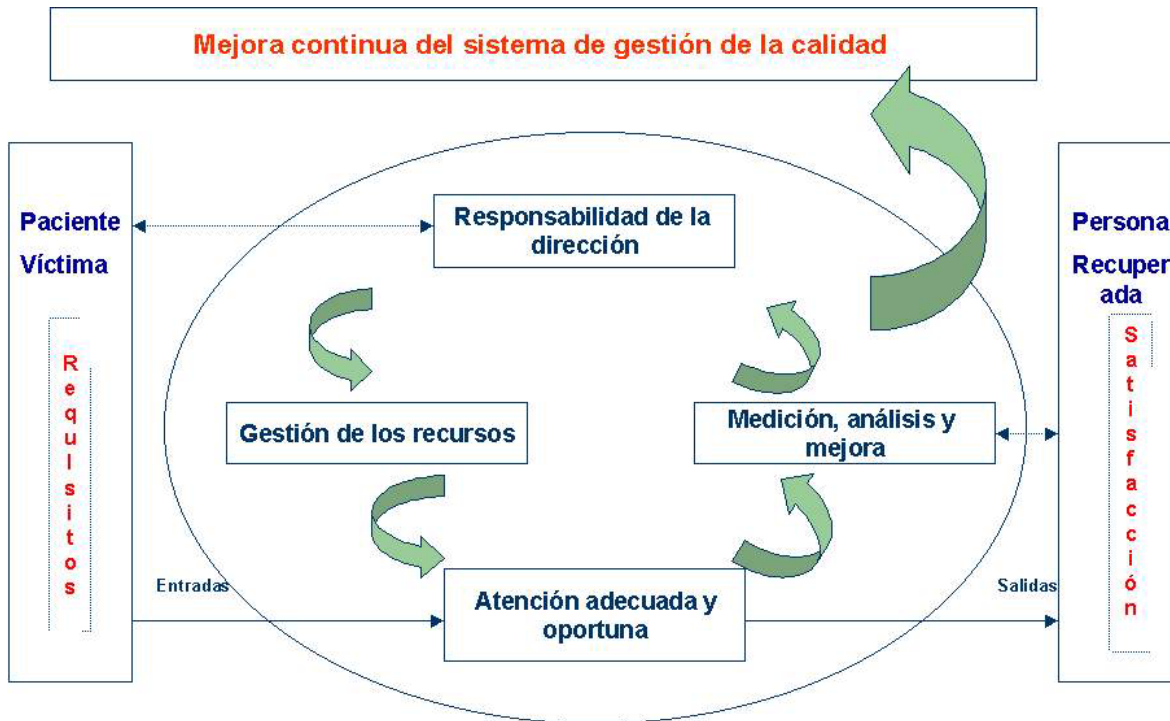 Mejora continua del sistema de gestión de la calidad
Paciente
Víctima
Requlsitos
Responsabilidad de la
dirección
Gestión de los recursos
Medición, análisis y
mejora
Entradas
Atención adecuada y
oportuna
Salidas
Persona
Recuper
ada
Satisfacción